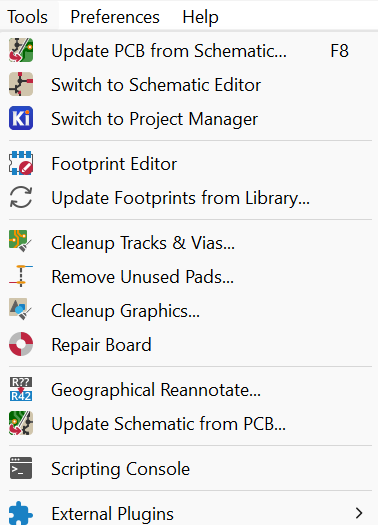 Tools Preferences Help
Update PCB from Schematic... F8
Switch to Schematic Editor
Ki Switch to Project Manager
Footprint Editor
Update Footprints from Library...
Cleanup Tracks & Vias...
Remove Unused Pads...
Cleanup Graphics...
Repair Board
R??
R42
Geographical Reannotate...
Update Schematic from PCB...
Scripting Console
External Plugins